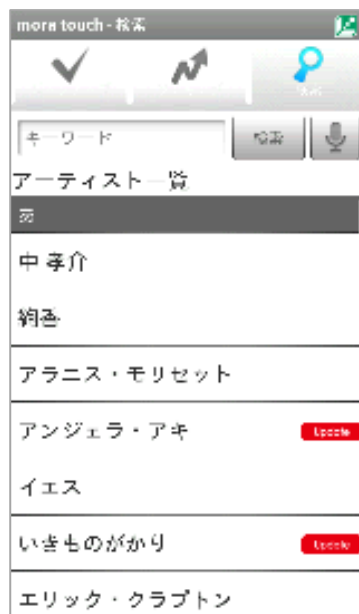 mora touch - 検索
検索
キーワード
検索
アーティスト一覧
あ
中 孝介
絢香
アラニス・モリセット
アンジェラ・アキ
Update
イエス
いきものがかり
Update
エリック・クラプトン